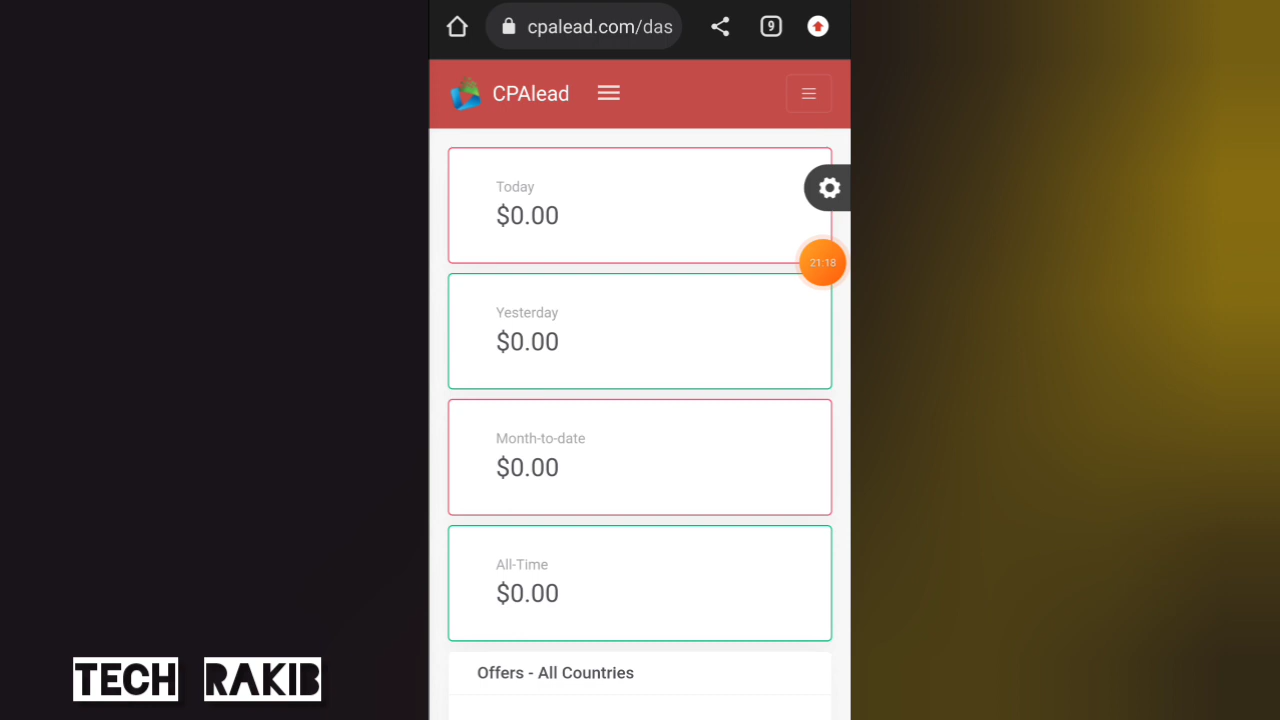 cpalead.com/das
9
CPAlead
Today
$0.00
21:18
Yesterday
$0.00
Month-to-date
$0.00
All-Time
$0.00
Offers - All Countries
TECH RAKIB